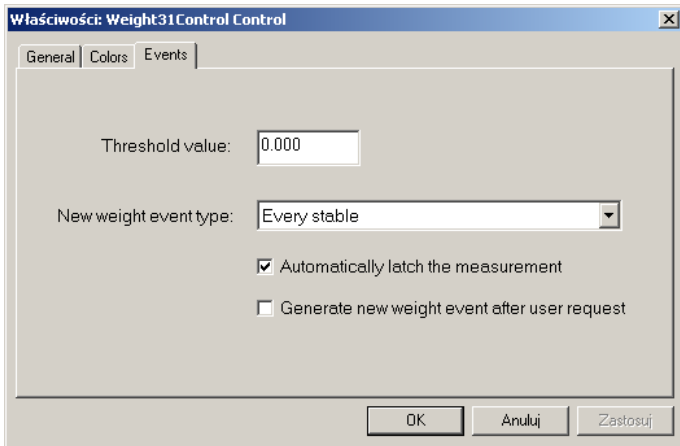 Właściwości: Weight31Control Control
General Colors Events
Threshold value: 0.000
New weight event type: Every stable
Automatically latch the measurement
Generate new weight event after user request
OK Anuluj Zastosuj